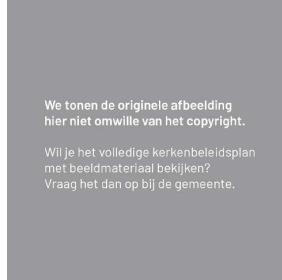 We tonen de originele afbeelding
hier niet omwille van het copyright.
Wil je het volledige kerkenbeleidsplan
met beeldmateriaal bekijken?
Vraag het dan op bij de gemeente.